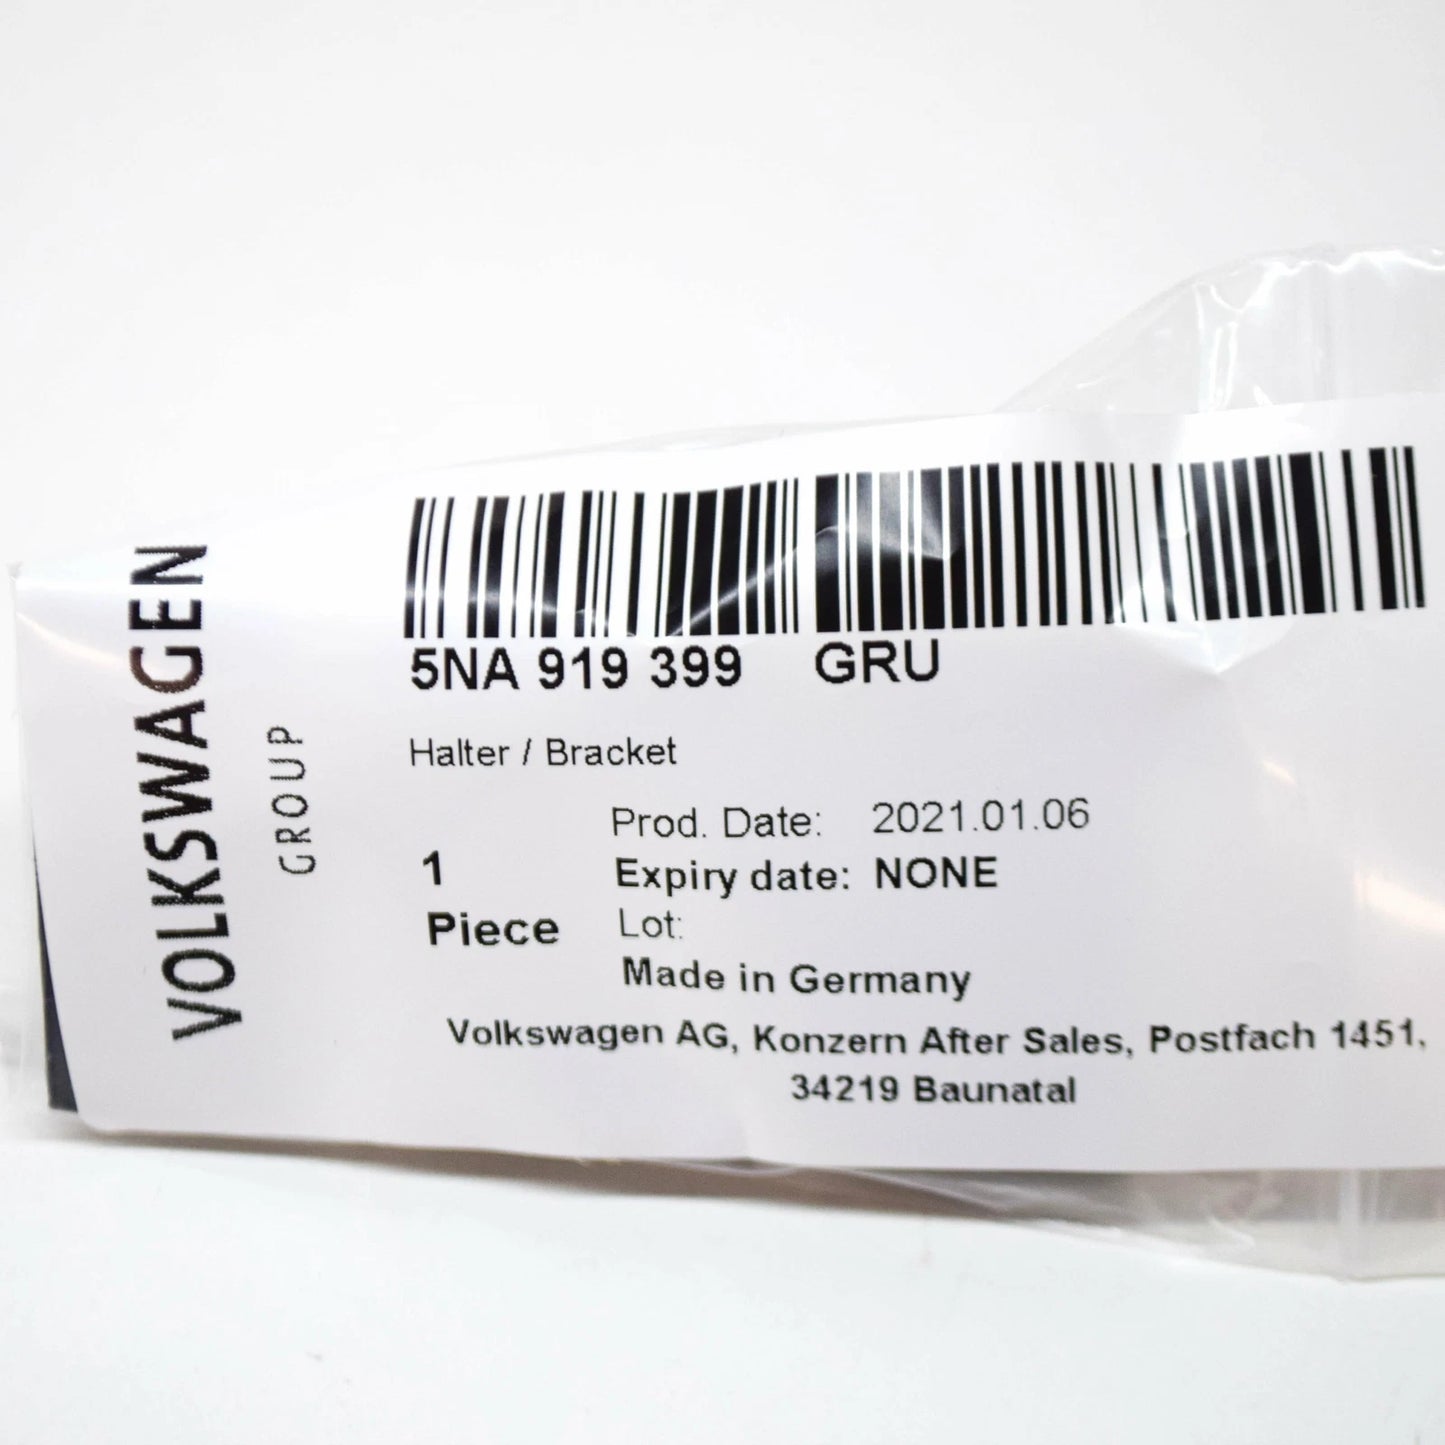 VOLKSWAGEN
GROUP
5NA 919 399 GRU
Halter / Bracket
Prod. Date: 2021.01.06
1 Expiry date: NONE
Piece Lot:
Made in Germany
Volkswagen AG, Konzern After Sales, Postfach 1451,
34219 Baunatal